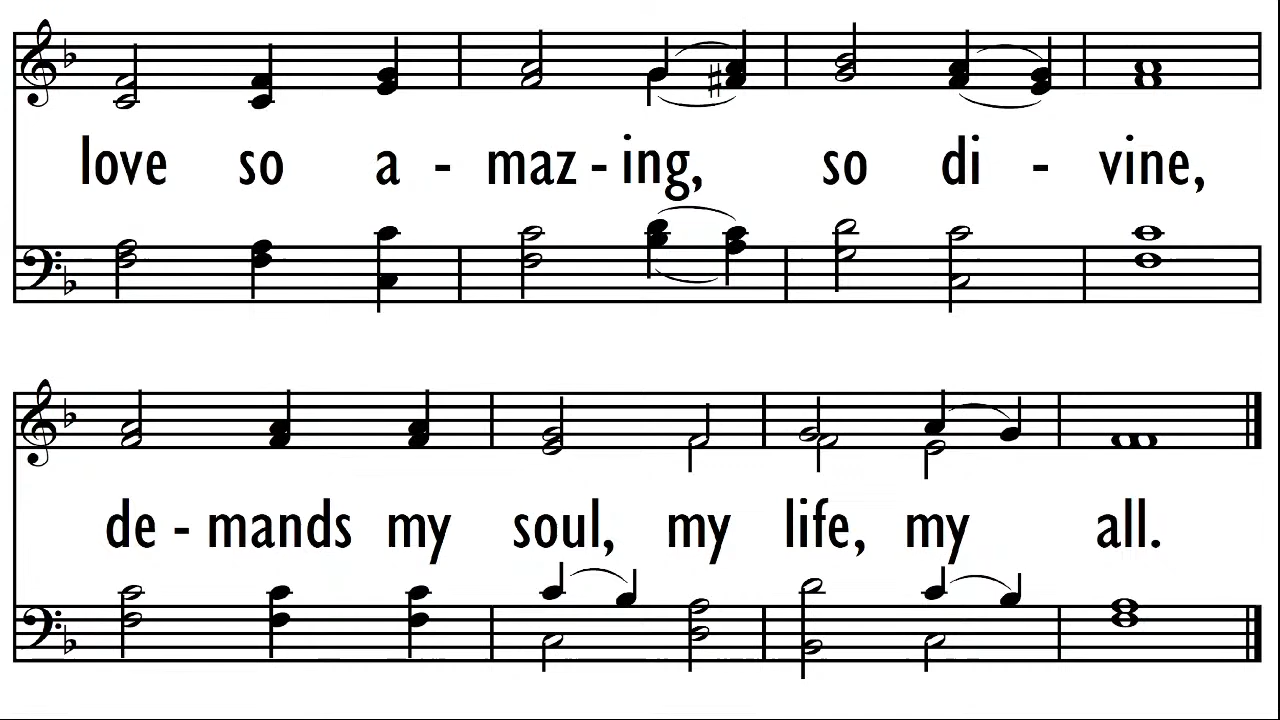 love so a - maz - ing, so di - vine,
de - mands my soul, my life, my all.